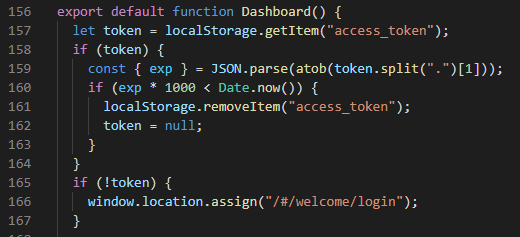 156 export default function Dashboard() {
157 let token = localStorage.getItem("access_token");
158 if (token) {
159 const { exp } = JSON.parse(atob(token.split(".")[1]));
160 if (exp * 1000 < Date.now()) {
161 localStorage.removeItem("access_token");
162 token = null;
163 }
164 }
165 if (!token) {
166 window.location.assign("/#/welcome/login");
167 }